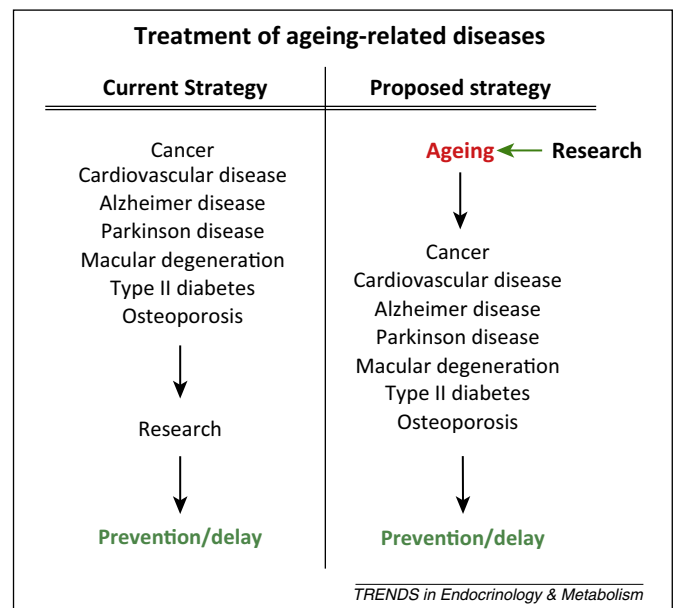 Treatment of ageing-related diseases
Current Strategy
Cancer
Cardiovascular disease
Alzheimer disease
Parkinson disease
Macular degeneration
Type II diabetes
Osteoporosis
Research
Prevention/delay
Proposed strategy
Ageing Research
Cancer
Cardiovascular disease
Alzheimer disease
Parkinson disease
Macular degeneration
Type II diabetes
Osteoporosis
Prevention/delay
TRENDS in Endocrinology & Metabolism